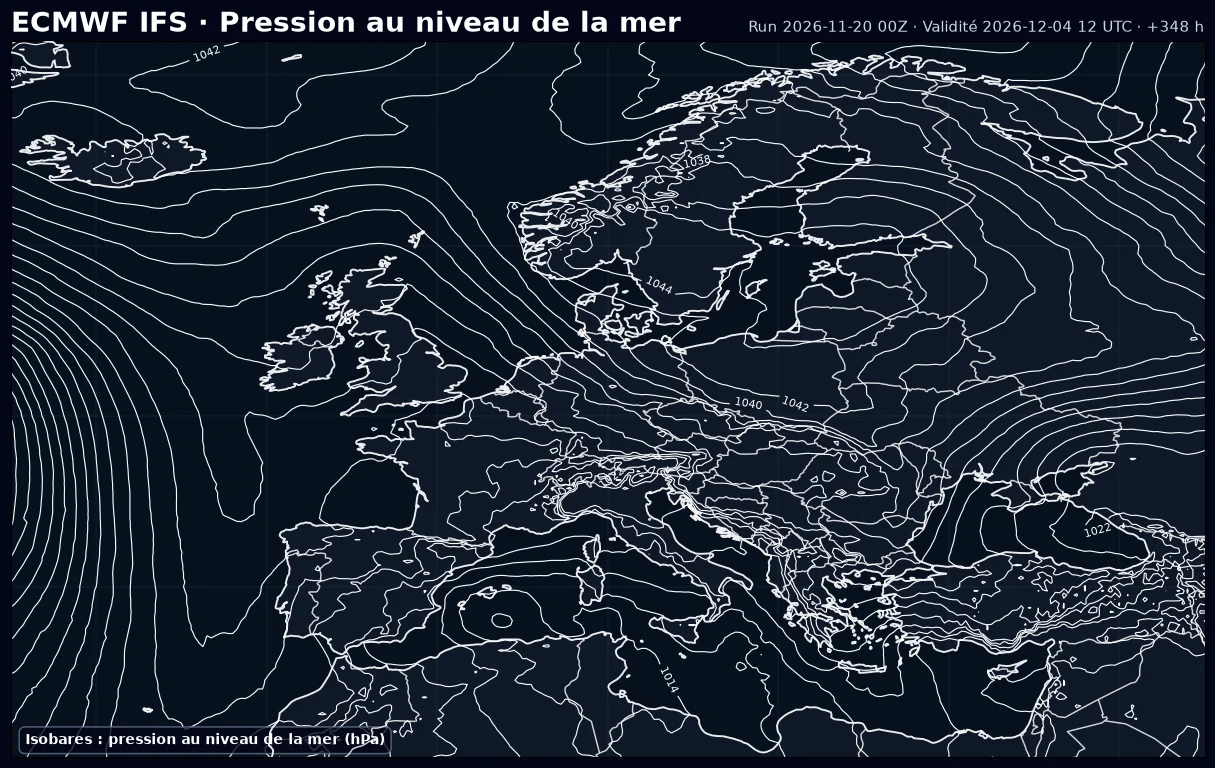 ECMWF IFS · Pression au niveau de la mer
Run 2026-11-20 00Z · Validité 2026-12-04 12 UTC · +348 h
1042
1038
1044
1040
1042
1022
1014
Isobares : pression au niveau de la mer (hPa)